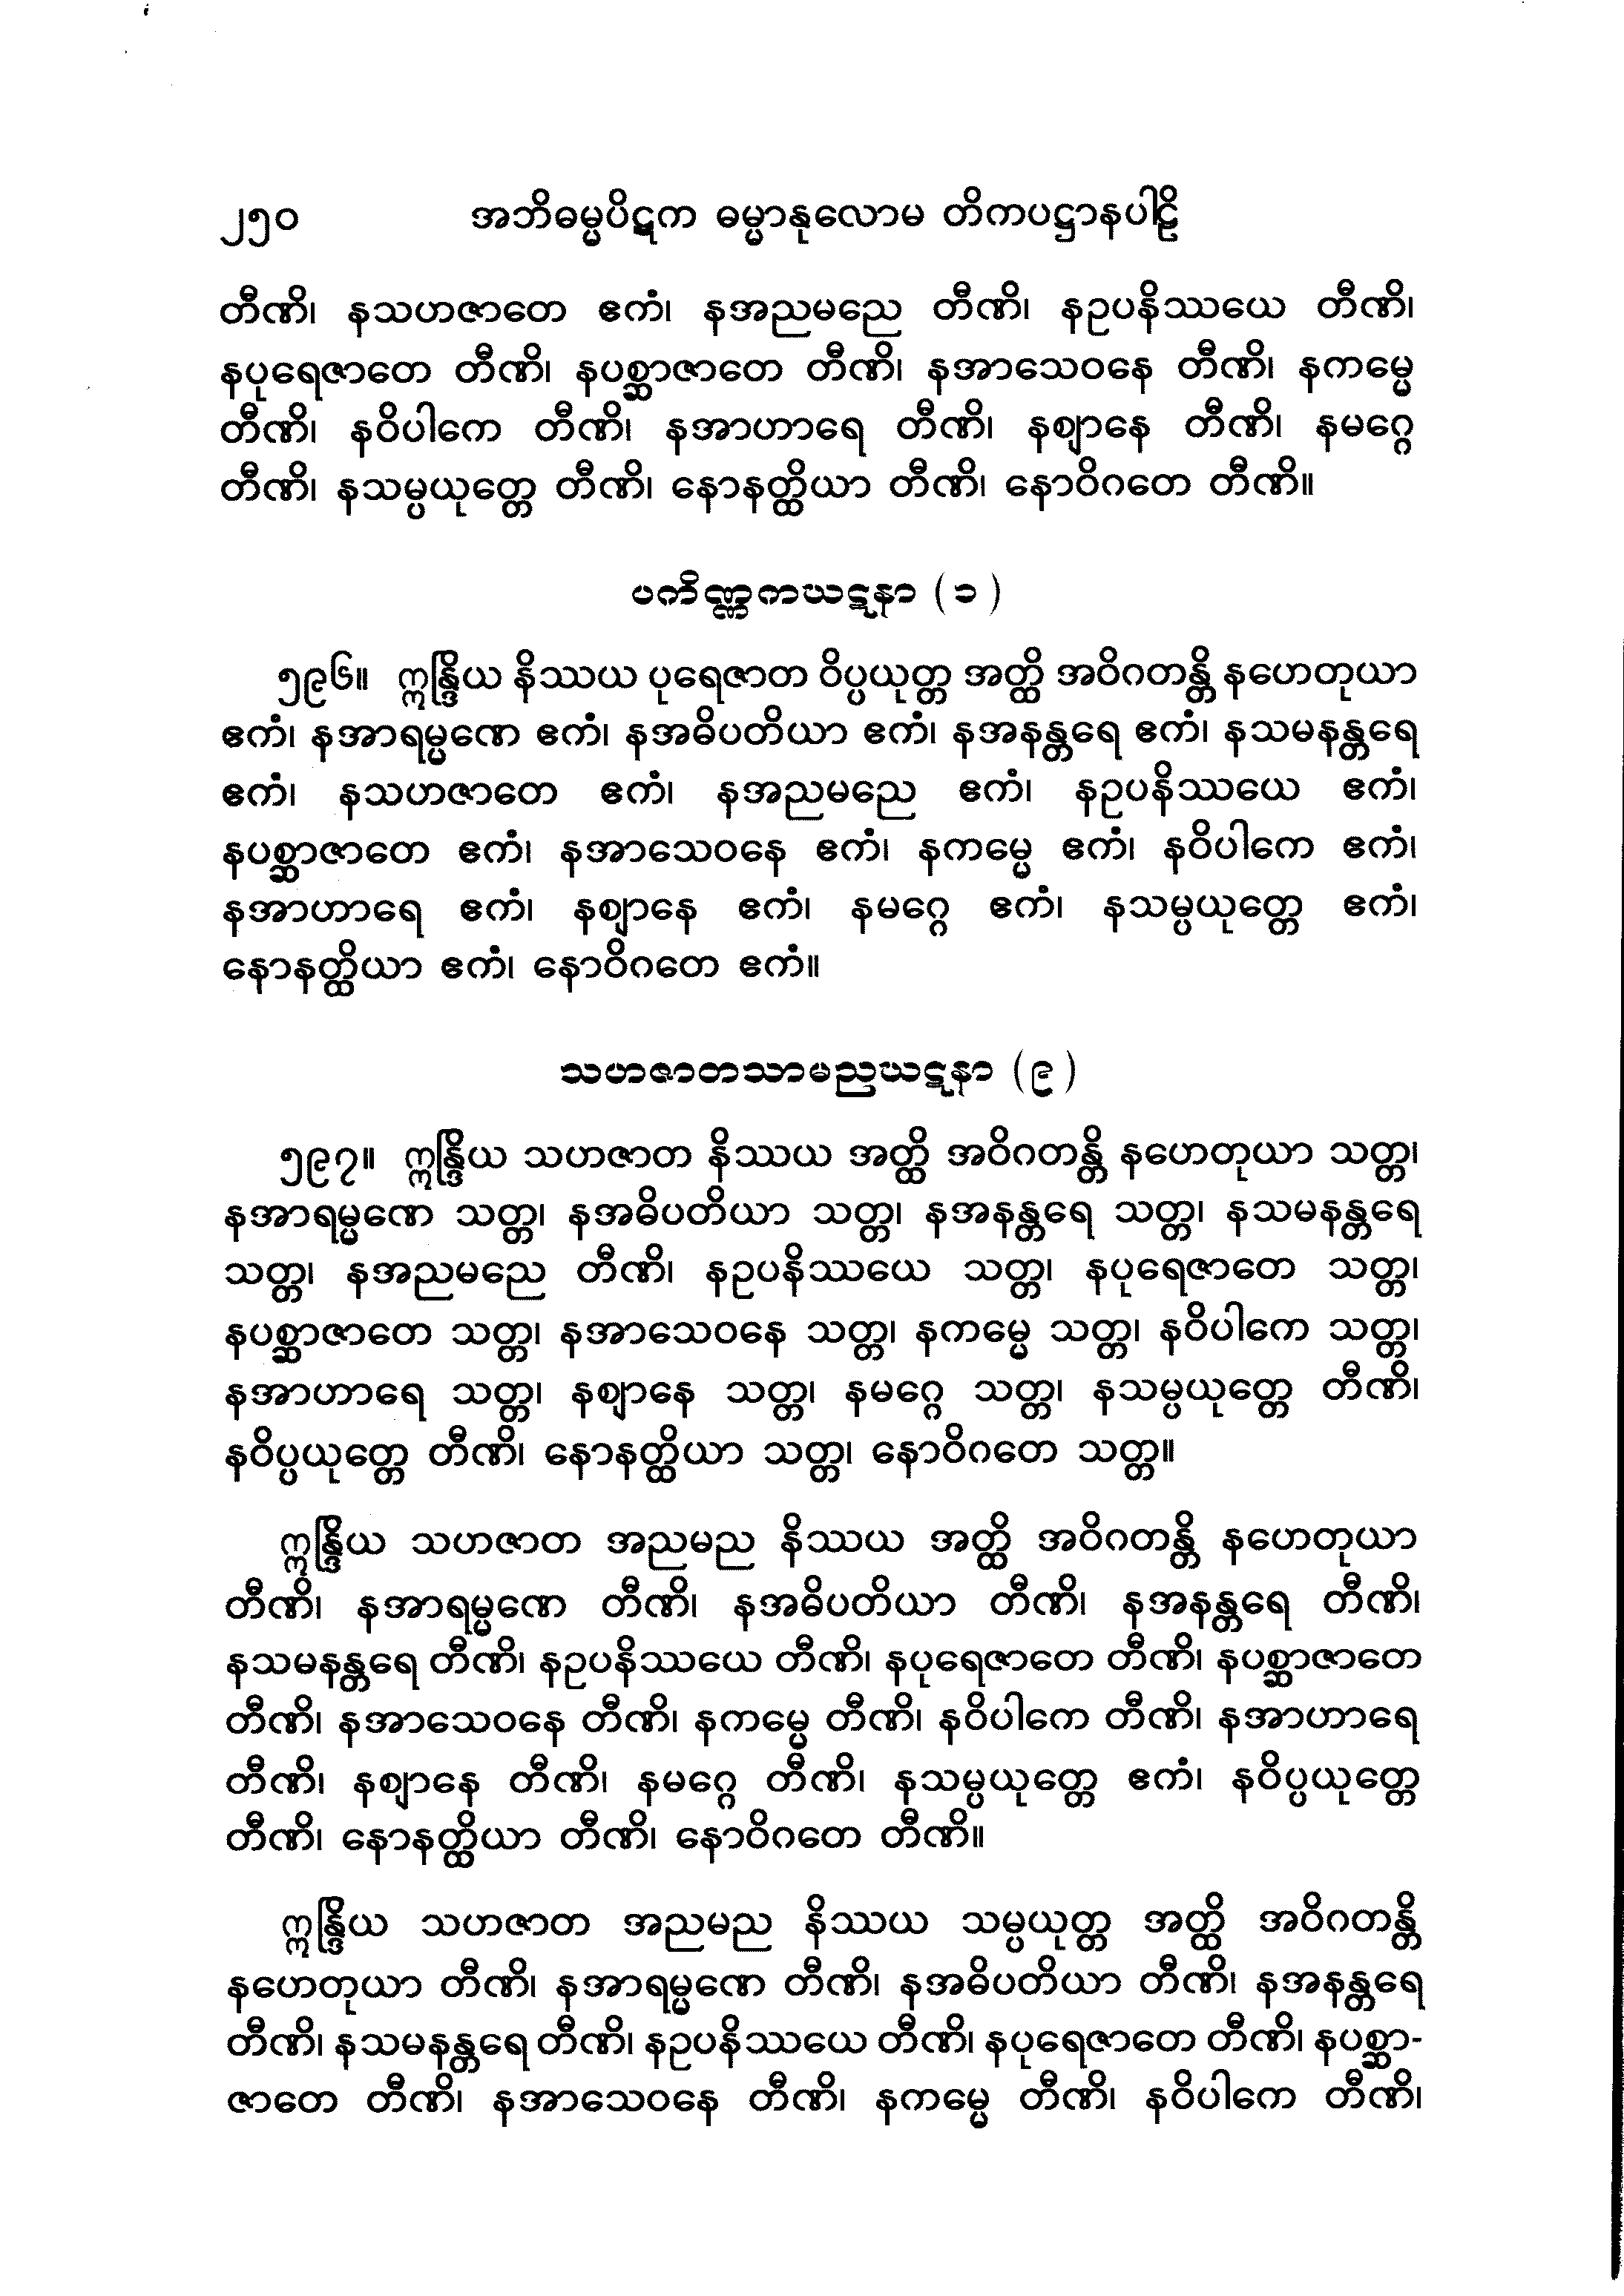 ၂၅၀ အဘိဓမ္မပိဋက ဓမ္မာနုလောမ တိကပဋ္ဌာနပါဠိ
တီဏိ၊ နသဟဇာတေ ဧကံ၊ နအညမညေ တီဏိ၊ နဥပနိဿယေ တီဏိ၊
နပုရေဇာတေ တီဏိ၊ နပစ္ဆာဇာတေ တီဏိ၊ နအာသေဝနေ တီဏိ၊ နကမ္မေ
တီဏိ၊ နဝိပါကေ တီဏိ၊ နအာဟာရေ တီဏိ၊ နဈာနေ တီဏိ၊ နမဂ္ဂေ
တီဏိ၊ နသမ္ပယုတ္တေ တီဏိ၊ နောနတ္ထိယာ တီဏိ၊ နောဝိဂတေ တီဏိ။
ပကိဏ္ဏကဃဋနာ (၁)
၅၉၆။ ဣန္ဒြိယ နိဿယ ပုရေဇာတ ဝိပ္ပယုတ္တ အတ္ထိ အဝိဂတန္တိ နဟေတုယာ
ဧကံ၊ နအာရမ္မဏေ ဧကံ၊ နအဓိပတိယာ ဧကံ၊ နအနန္တရေ ဧကံ၊ နသမနန္တရေ
ဧကံ၊ နသဟဇာတေ ဧကံ၊ နအညမညေ ဧကံ၊ နဥပနိဿယေ ဧကံ၊
နပစ္ဆာဇာတေ ဧကံ၊ နအာသေဝနေ ဧကံ၊ နကမ္မေ ဧကံ၊ နဝိပါကေ ဧကံ၊
နအာဟာရေ ဧကံ၊ နဈာနေ ဧကံ၊ နမဂ္ဂေ ဧကံ၊ နသမ္ပယုတ္တေ ဧကံ၊
နောနတ္ထိယာ ဧကံ၊ နောဝိဂတေ ဧကံ။
သဟဇာတသာမညဃဋနာ (၉)
၅၉၇။ ဣန္ဒြိယ သဟဇာတ နိဿယ အတ္ထိ အဝိဂတန္တိ နဟေတုယာ သတ္တ၊
နအာရမ္မဏေ သတ္တ၊ နအဓိပတိယာ သတ္တ၊ နအနန္တရေ သတ္တ၊ နသမနန္တရေ
သတ္တ၊ နအညမညေ တီဏိ၊ နဥပနိဿယေ သတ္တ၊ နပုရေဇာတေ သတ္တ၊
နပစ္ဆာဇာတေ သတ္တ၊ နအာသေဝနေ သတ္တ၊ နကမ္မေ သတ္တ၊ နဝိပါကေ သတ္တ၊
နအာဟာရေ သတ္တ၊ နဈာနေ သတ္တ၊ နမဂ္ဂေ သတ္တ၊ နသမ္ပယုတ္တေ တီဏိ၊
နဝိပ္ပယုတ္တေ တီဏိ၊ နောနတ္ထိယာ သတ္တ၊ နောဝိဂတေ သတ္တ။
ဣန္ဒြိယ သဟဇာတ အညမည နိဿယ အတ္ထိ အဝိဂတန္တိ နဟေတုယာ
တီဏိ၊ နအာရမ္မဏေ တီဏိ၊ နအဓိပတိယာ တီဏိ၊ နအနန္တရေ တီဏိ၊
နသမနန္တရေ တီဏိ၊ နဥပနိဿယေ တီဏိ၊ နပုရေဇာတေ တီဏိ၊ နပစ္ဆာဇာတေ
တီဏိ၊ နအာသေဝနေ တီဏိ၊ နကမ္မေ တီဏိ၊ နဝိပါကေ တီဏိ၊ နအာဟာရေ
တီဏိ၊ နဈာနေ တီဏိ၊ နမဂ္ဂေ တီဏိ၊ နသမ္ပယုတ္တေ ဧကံ၊ နဝိပ္ပယုတ္တေ
တီဏိ၊ နောနတ္ထိယာ တီဏိ၊ နောဝိဂတေ တီဏိ။
ဣန္ဒြိယ သဟဇာတ အညမည နိဿယ သမ္ပယုတ္တ အတ္ထိ အဝိဂတန္တိ
နဟေတုယာ တီဏိ၊ နအာရမ္မဏေ တီဏိ၊ နအဓိပတိယာ တီဏိ၊ နအနန္တရေ
တီဏိ၊ နသမနန္တရေ တီဏိ၊ နဥပနိဿယေ တီဏိ၊ နပုရေဇာတေ တီဏိ၊ နပစ္ဆာ-
ဇာတေ တီဏိ၊ နအာသေဝနေ တီဏိ၊ နကမ္မေ တီဏိ၊ နဝိပါကေ တီဏိ၊